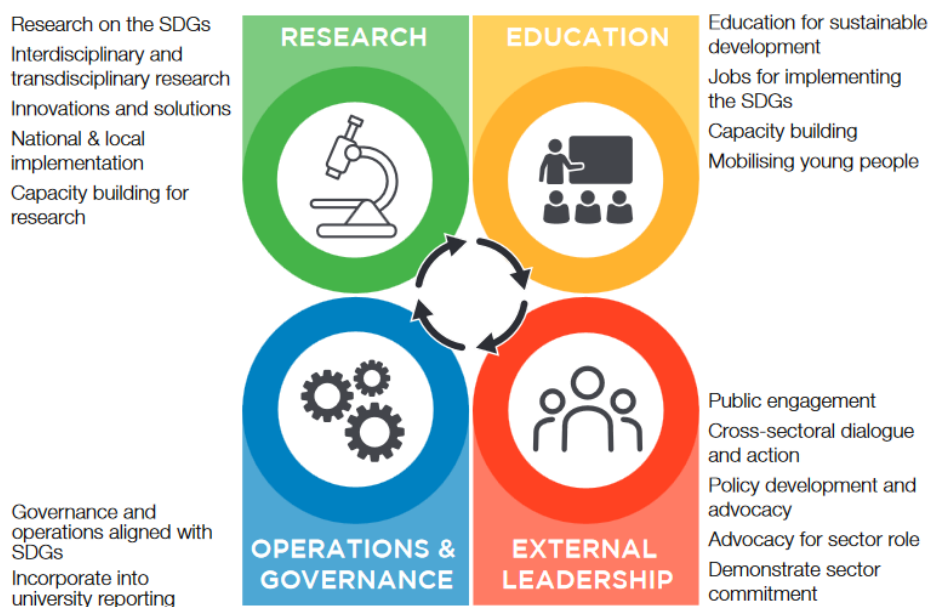 RESEARCH
Research on the SDGs
Interdisciplinary and
transdisciplinary research
Innovations and solutions
National & local
implementation
Capacity building for
research
EDUCATION
Education for sustainable
development
Jobs for implementing
the SDGs
Capacity building
Mobilising young people
Governance and
operations aligned with
SDGs
Incorporate into
university reporting
OPERATIONS &
GOVERNANCE
EXTERNAL
LEADERSHIP
Public engagement
Cross-sectoral dialogue
and action
Policy development and
advocacy
Advocacy for sector role
Demonstrate sector
commitment